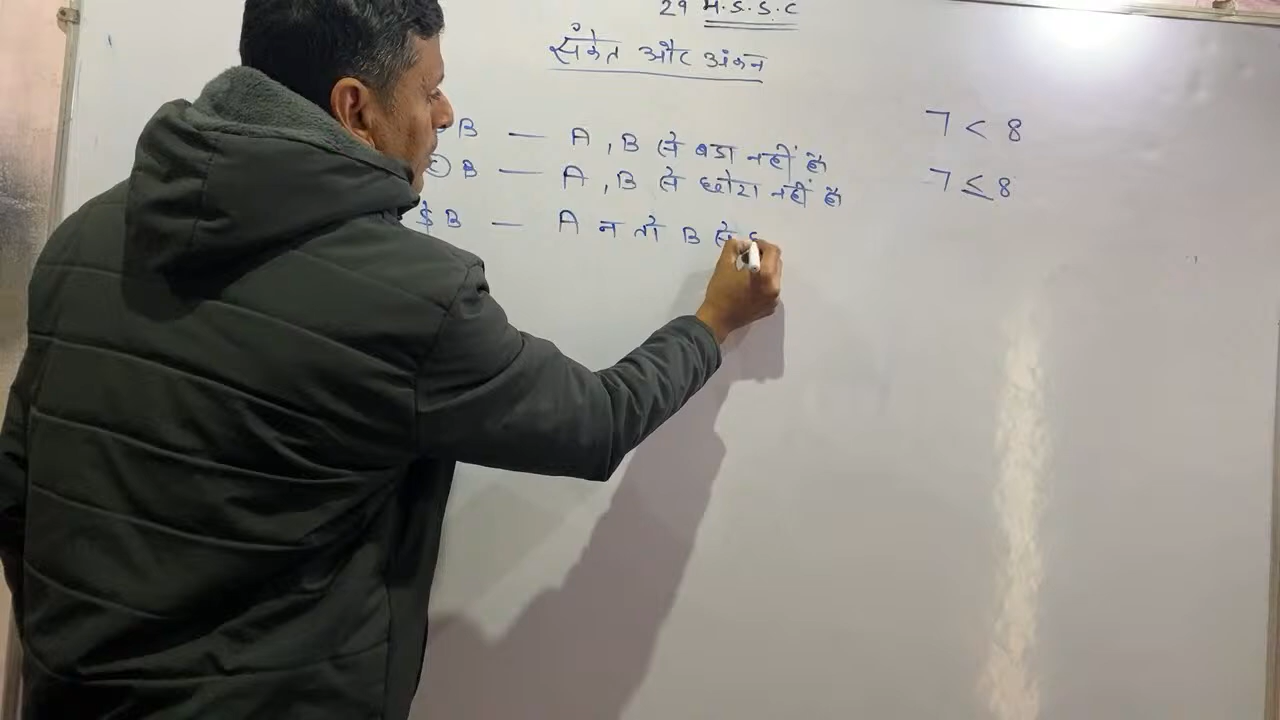 29 H.S.S.C
संकेत और अंकन
B — A , B से बडा नहीं है।
7 < 8
© B — A , B से छोटा नहीं है।
7 ≤ 8
$ B — A न तो B से